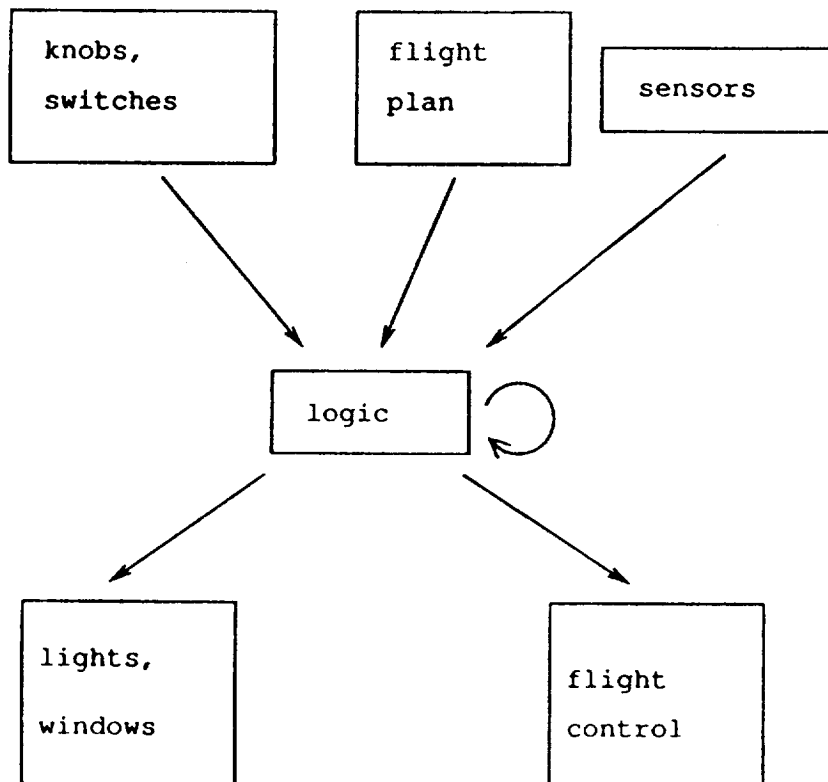 knobs,
switches
flight
plan
sensors
logic
lights,
windows
flight
control